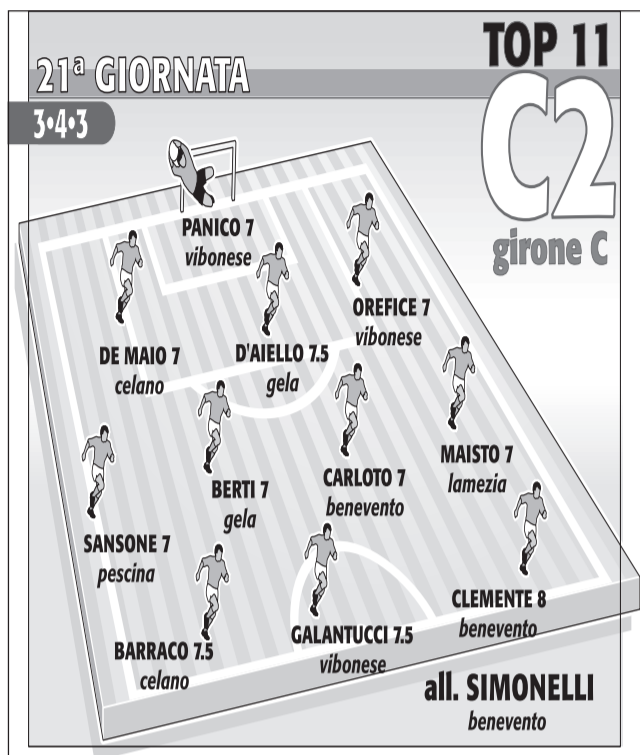 TOP 11
21ª GIORNATA
C2
3•4•3
girone C
PANICO 7
vibonese
OREFICE 7
vibonese
DE MAIO 7
celano
D'AIELLO 7.5
gela
MAISTO 7
lamezia
CARLOTO 7
benevento
BERTI 7
gela
SANSONE 7
pescina
CLEMENTE 8
benevento
GALANTUCCI 7.5
vibonese
BARRACO 7.5
celano
all. SIMONELLI
benevento